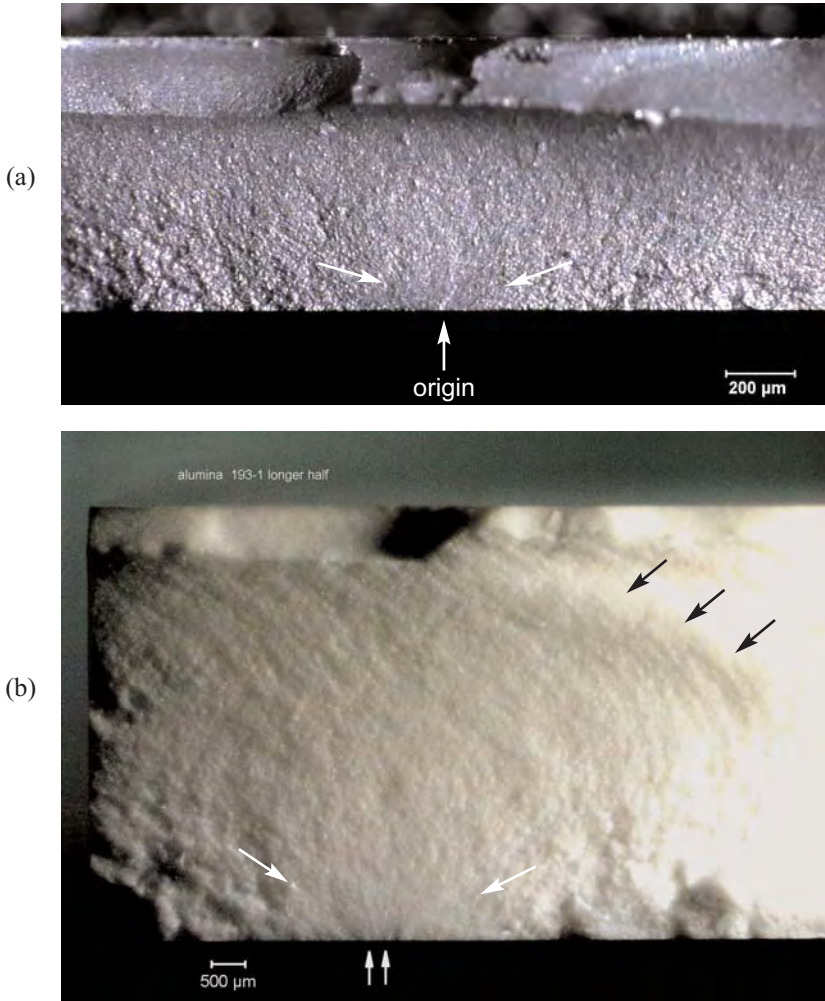 (a)
origin
200 µm
(b)
alumina 193-1 longer half
500 µm